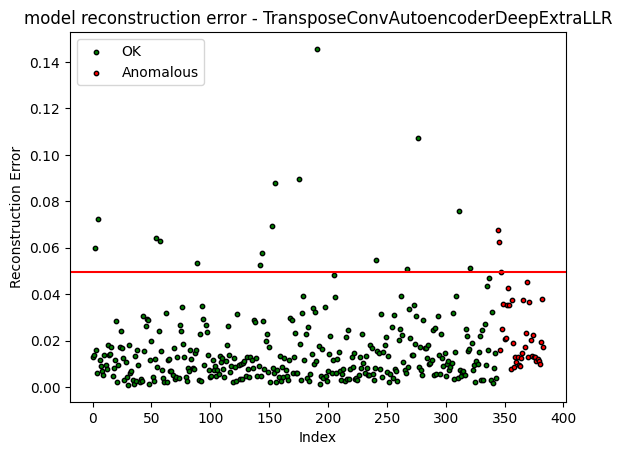 model reconstruction error - TransposeConvAutoencoderDeepExtraLLR
OK
Anomalous
0.14
0.12
0.10
0.08
0.06
0.04
0.02
0.00
Reconstruction Error
0 50 100 150 200 250 300 350 400
Index